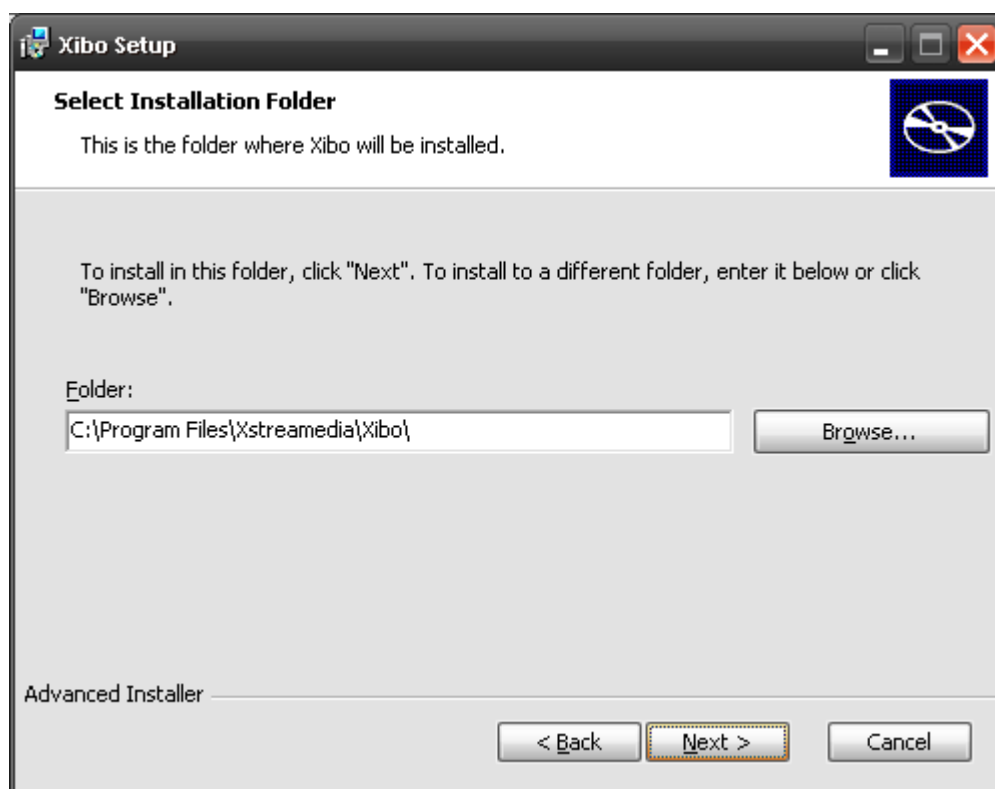 Xibo Setup
Select Installation Folder
This is the folder where Xibo will be installed.
To install in this folder, click "Next". To install to a different folder, enter it below or click
"Browse".
Folder:
C:\Program Files\Xstreamedia\Xibo\
Browse...
Advanced Installer
< Back
Next >
Cancel